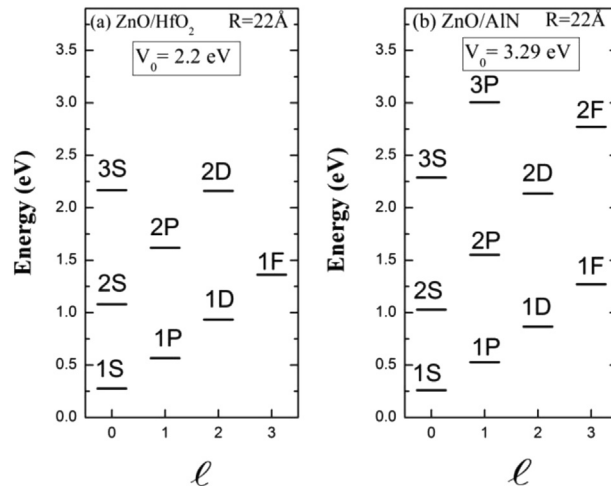 (a) ZnO/HfO₂ R=22Å
V₀ = 2.2 eV
3.5
3.0
2.5
2.0
1.5
1.0
0.5
0.0
Energy (eV)
3S 2D
2P
1F
2S 1D
1P
1S
0 1 2 3
ℓ
(b) ZnO/AlN R=22Å
V₀ = 3.29 eV
3.5
3.0
2.5
2.0
1.5
1.0
0.5
0.0
Energy (eV)
3P
2F
3S 2D
2P
1F
2S 1D
1P
1S
0 1 2 3
ℓ